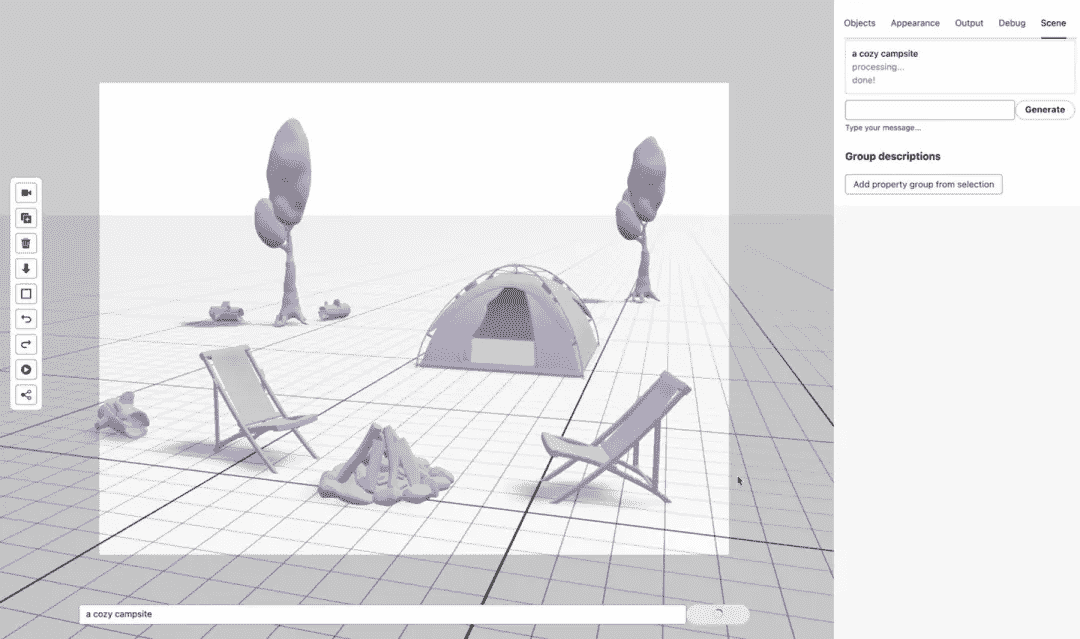 Objects Appearance Output Debug Scene
a cozy campsite
processing...
done!
Generate
Type your message...
Group descriptions
Add property group from selection
a cozy campsite